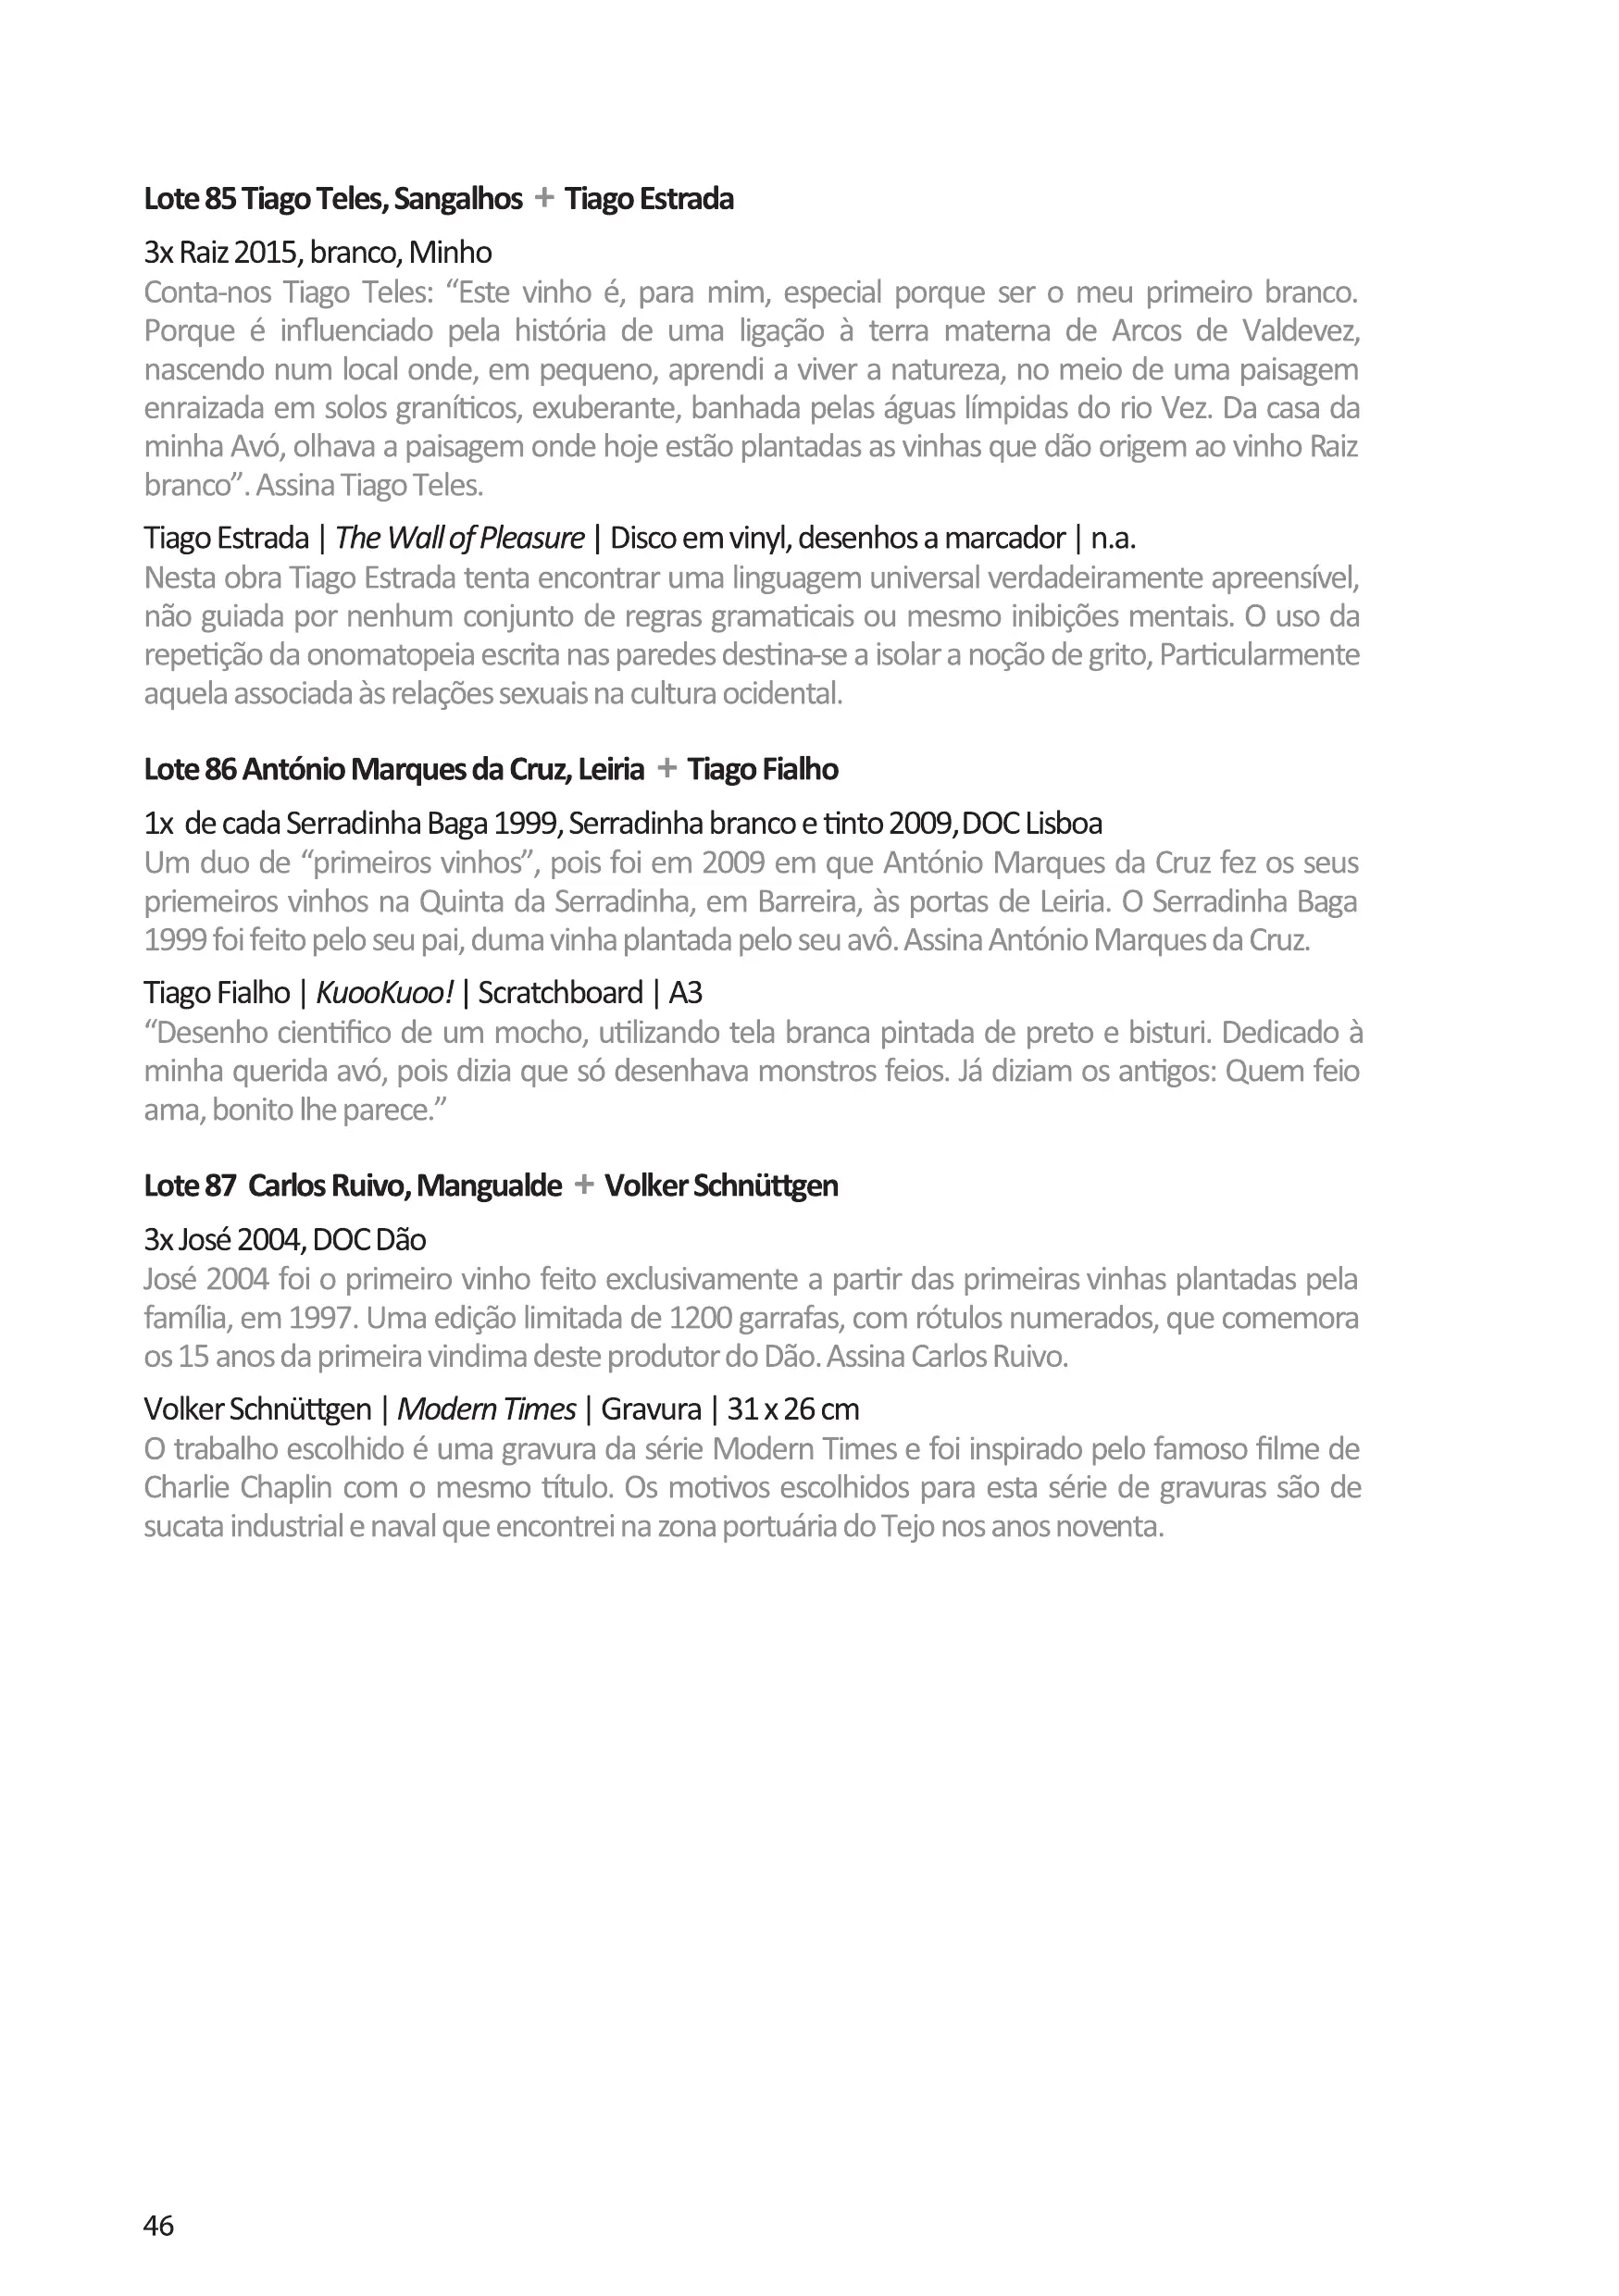 Lote 85 Tiago Teles, Sangalhos + Tiago Estrada
3x Raiz 2015, branco, Minho
Conta-nos Tiago Teles: “Este vinho é, para mim, especial porque ser o meu primeiro branco.
Porque é influenciado pela história de uma ligação à terra materna de Arcos de Valdevez,
nascendo num local onde, em pequeno, aprendi a viver a natureza, no meio de uma paisagem
enraizada em solos graníticos, exuberante, banhada pelas águas límpidas do rio Vez. Da casa da
minha Avó, olhava a paisagem onde hoje estão plantadas as vinhas que dão origem ao vinho Raiz
branco”. Assina Tiago Teles.
Tiago Estrada | The Wall of Pleasure | Disco em vinyl, desenhos a marcador | n.a.
Nesta obra Tiago Estrada tenta encontrar uma linguagem universal verdadeiramente apreensível,
não guiada por nenhum conjunto de regras gramaticais ou mesmo inibições mentais. O uso da
repetição da onomatopeia escrita nas paredes destina-se a isolar a noção de grito, Particularmente
aquela associada às relações sexuais na cultura ocidental.
Lote 86 António Marques da Cruz, Leiria + Tiago Fialho
1x de cada Serradinha Baga 1999, Serradinha branco e tinto 2009, DOC Lisboa
Um duo de “primeiros vinhos”, pois foi em 2009 em que António Marques da Cruz fez os seus
priemeiros vinhos na Quinta da Serradinha, em Barreira, às portas de Leiria. O Serradinha Baga
1999 foi feito pelo seu pai, duma vinha plantada pelo seu avô. Assina António Marques da Cruz.
Tiago Fialho | KuooKuoo! | Scratchboard | A3
“Desenho cientifico de um mocho, utilizando tela branca pintada de preto e bisturi. Dedicado à
minha querida avó, pois dizia que só desenhava monstros feios. Já diziam os antigos: Quem feio
ama, bonito lhe parece.”
Lote 87 Carlos Ruivo, Mangualde + Volker Schnüttgen
3x José 2004, DOC Dão
José 2004 foi o primeiro vinho feito exclusivamente a partir das primeiras vinhas plantadas pela
família, em 1997. Uma edição limitada de 1200 garrafas, com rótulos numerados, que comemora
os 15 anos da primeira vindima deste produtor do Dão. Assina Carlos Ruivo.
Volker Schnüttgen | Modern Times | Gravura | 31 x 26 cm
O trabalho escolhido é uma gravura da série Modern Times e foi inspirado pelo famoso filme de
Charlie Chaplin com o mesmo título. Os motivos escolhidos para esta série de gravuras são de
sucata industrial e naval que encontrei na zona portuária do Tejo nos anos noventa.
46